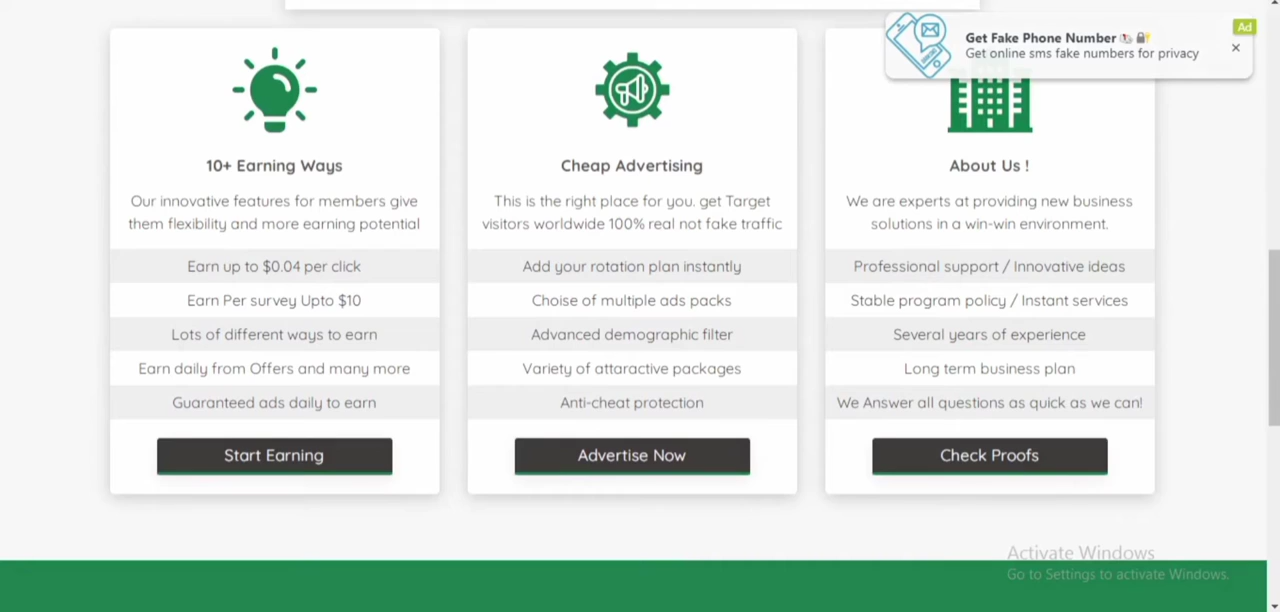 Ad
Get Fake Phone Number
Get online sms fake numbers for privacy
10+ Earning Ways
Our innovative features for members give
them flexibility and more earning potential
Earn up to $0.04 per click
Earn Per survey Upto $10
Lots of different ways to earn
Earn daily from Offers and many more
Guaranteed ads daily to earn
Start Earning
Cheap Advertising
This is the right place for you. get Target
visitors worldwide 100% real not fake traffic
Add your rotation plan instantly
Choise of multiple ads packs
Advanced demographic filter
Variety of attaractive packages
Anti-cheat protection
Advertise Now
About Us !
We are experts at providing new business
solutions in a win-win environment.
Professional support / Innovative ideas
Stable program policy / Instant services
Several years of experience
Long term business plan
We Answer all questions as quick as we can!
Check Proofs
Activate Windows
Go to Settings to activate Windows.